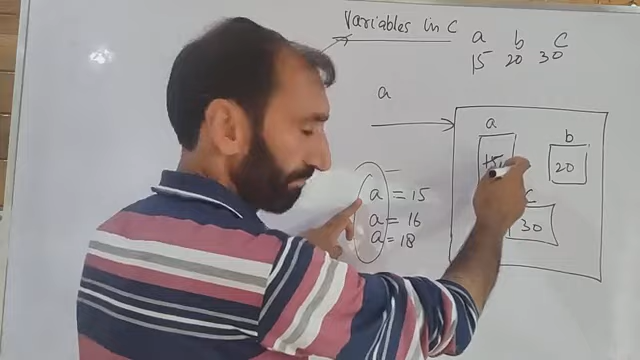 Variables in C
a b C
15 20 30
a
a
b
15
20
a = 15
a = 16
a = 18
C
30